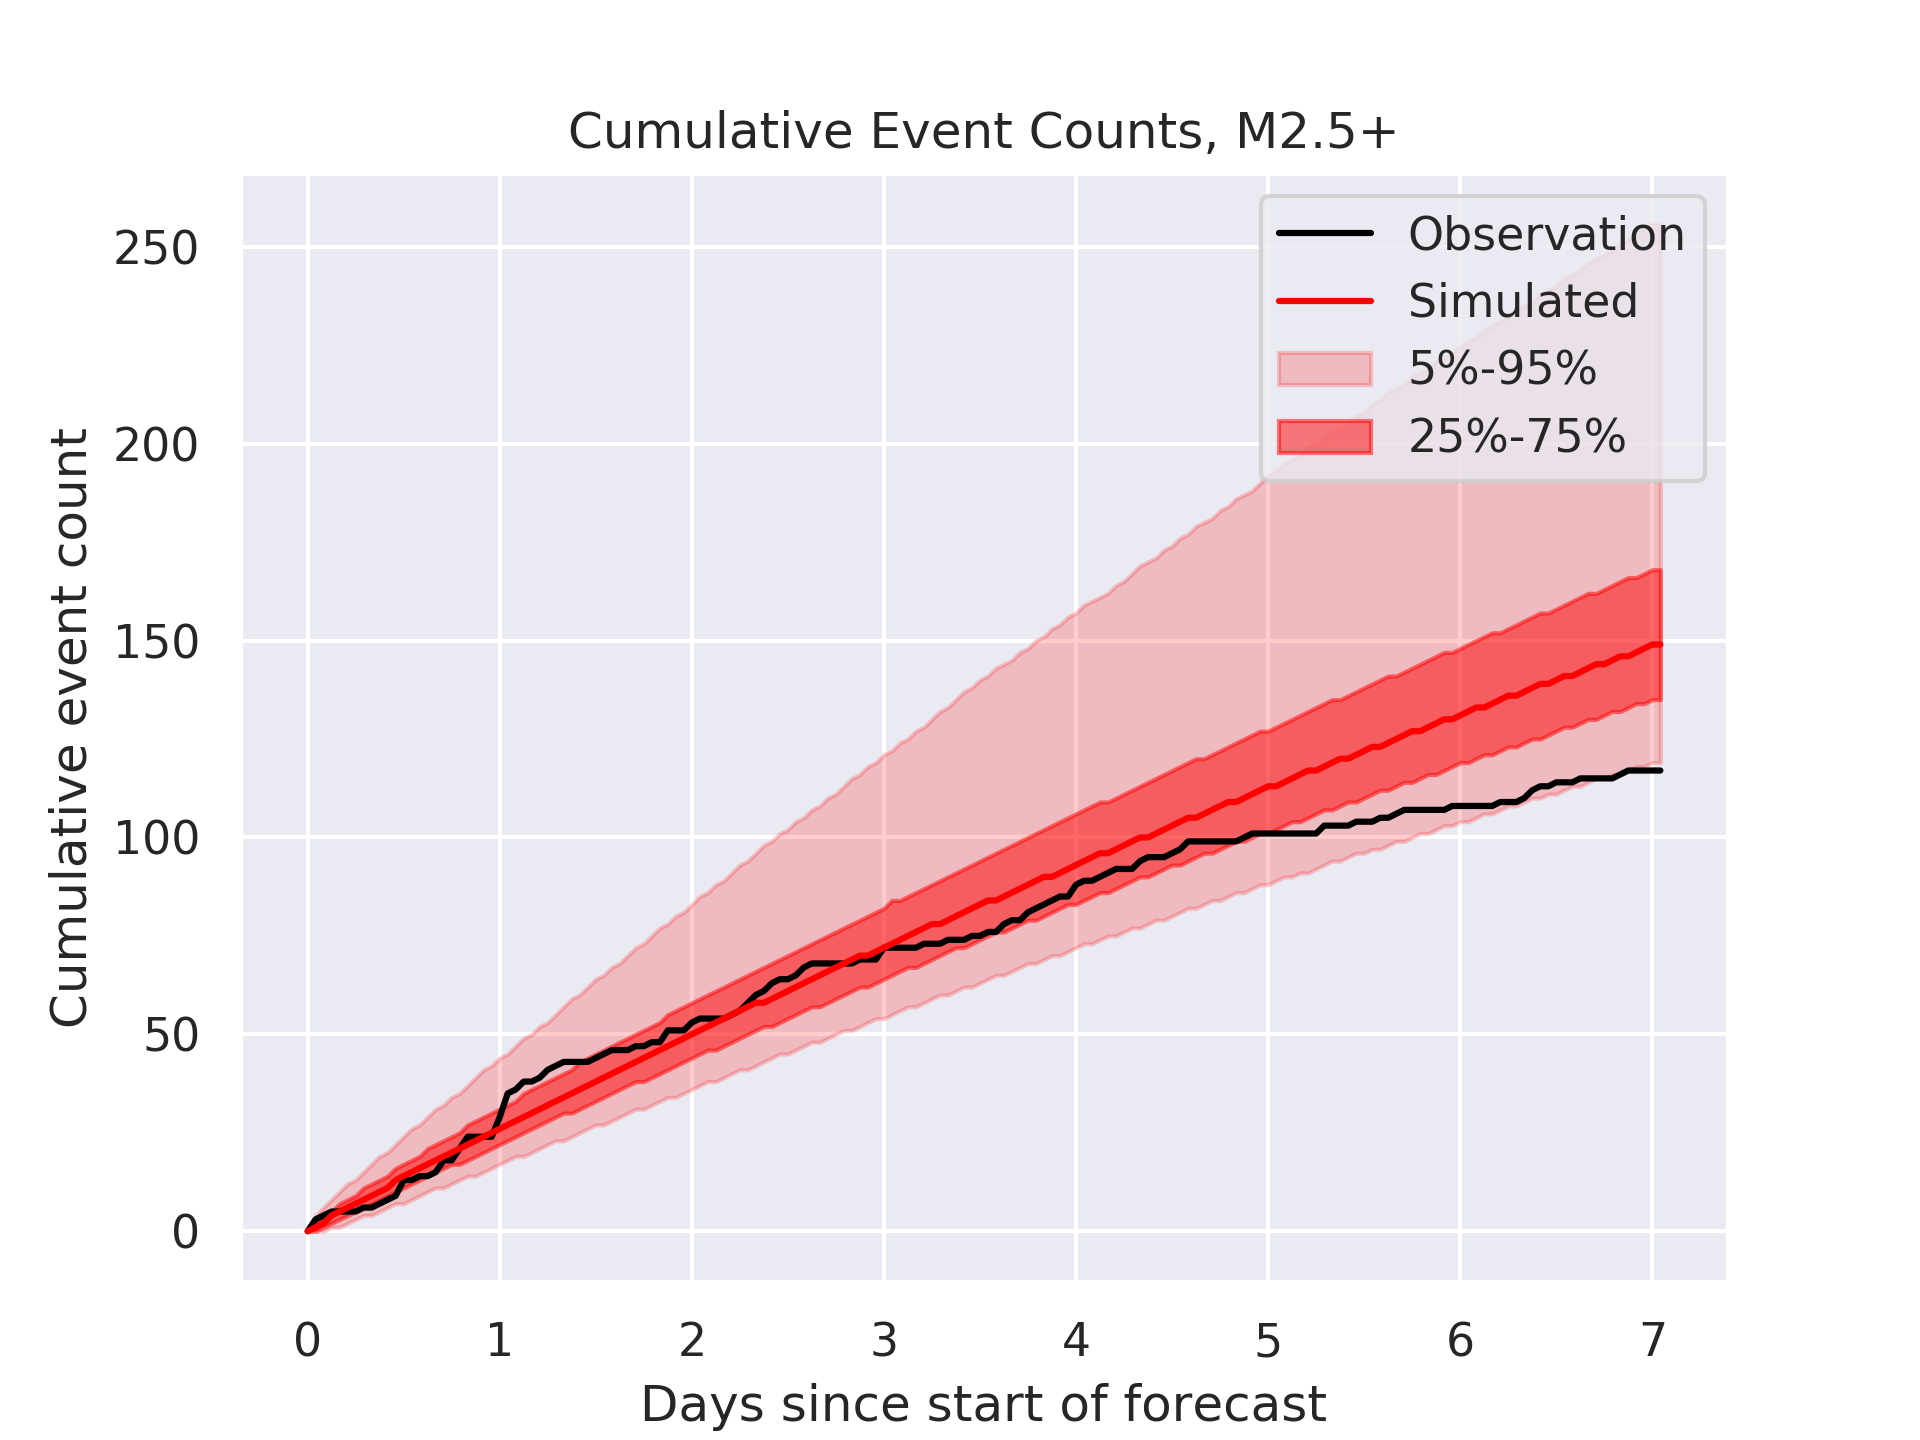 Cumulative Event Counts, M2.5+
Observation
Simulated
5%-95%
25%-75%
Cumulative event count
250
200
150
100
50
0
0 1 2 3 4 5 6 7
Days since start of forecast